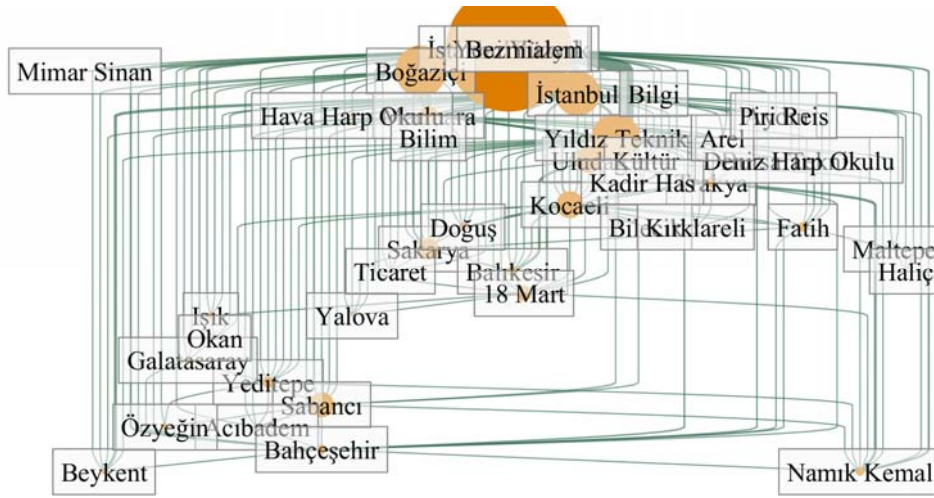 Bezmialem
Mimar Sinan
Boğaziçi
İstanbul Bilgi
Hava Harp Okulu
Piri Reis
Bilim
Yıldız Teknik
Arel
Kültür
Deniz Harp Okulu
Kadir Has
Kocaeli
Doğuş
Kırklareli
Fatih
Sakarya
Maltepe
Ticaret
Balıkesir
Haliç
18 Mart
Işık
Yalova
Okan
Galatasaray
Yeditepe
Sabancı
Özyeğin
Acıbadem
Bahçeşehir
Beykent
Namık Kemal